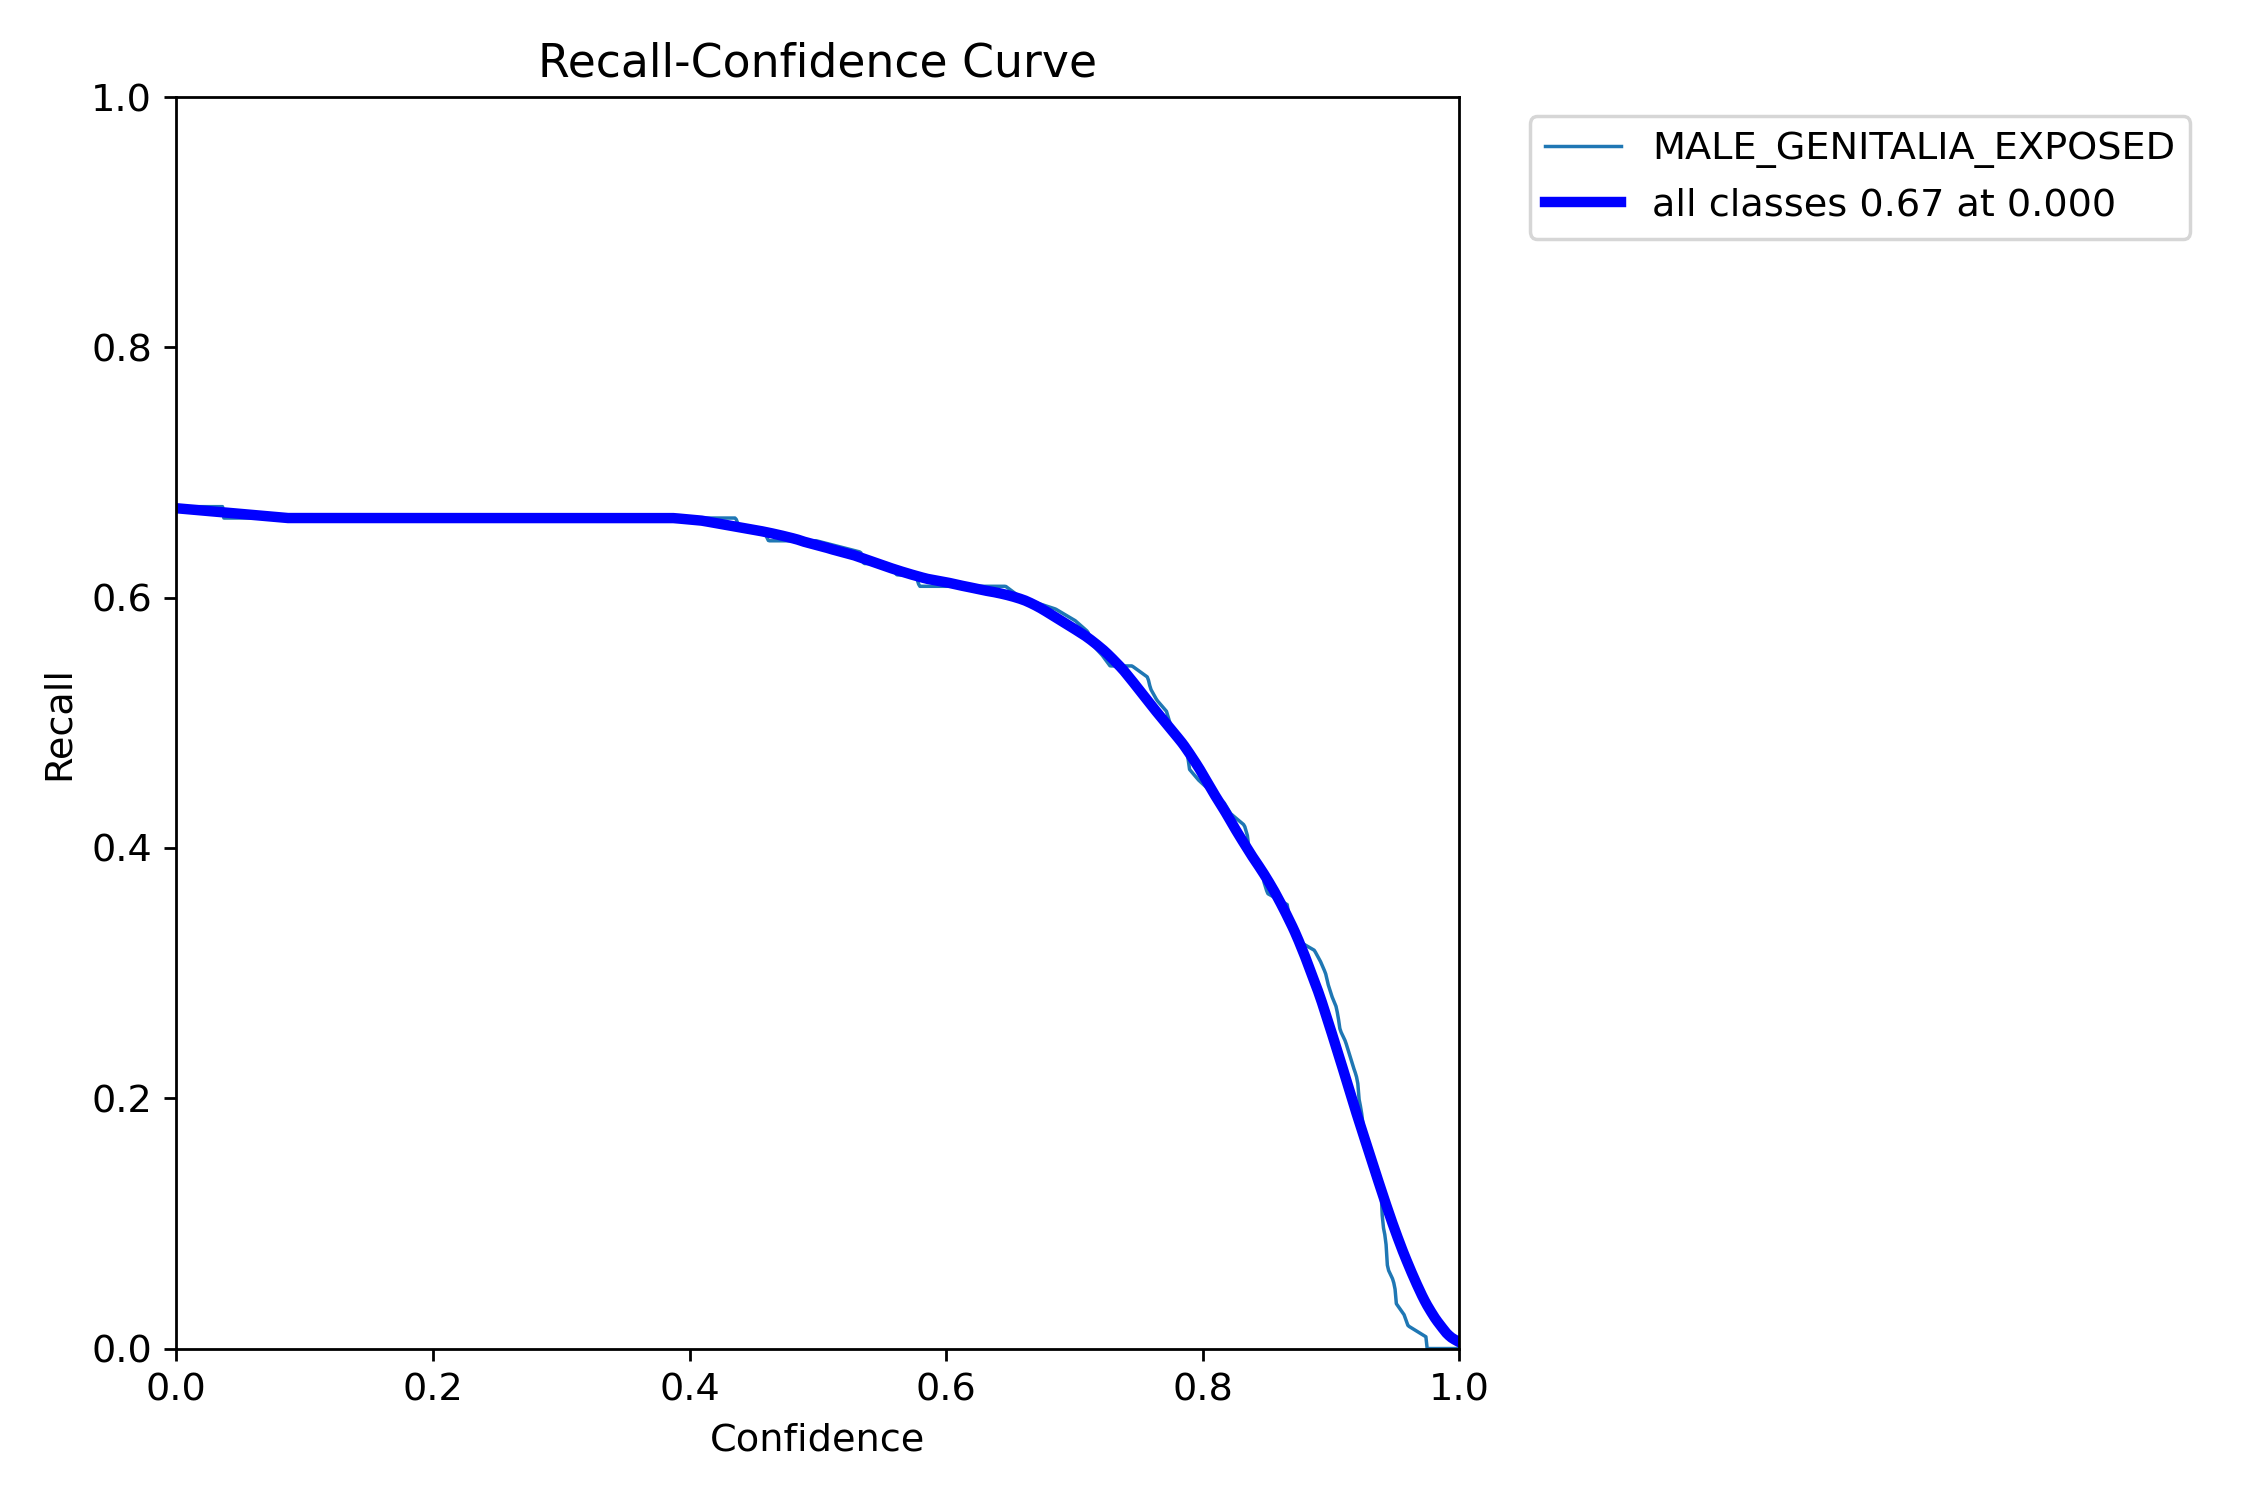 Recall-Confidence Curve
1.0
0.8
0.6
0.4
0.2
0.0
Recall
0.0 0.2 0.4 0.6 0.8 1.0
Confidence
MALE_GENITALIA_EXPOSED
all classes 0.67 at 0.000